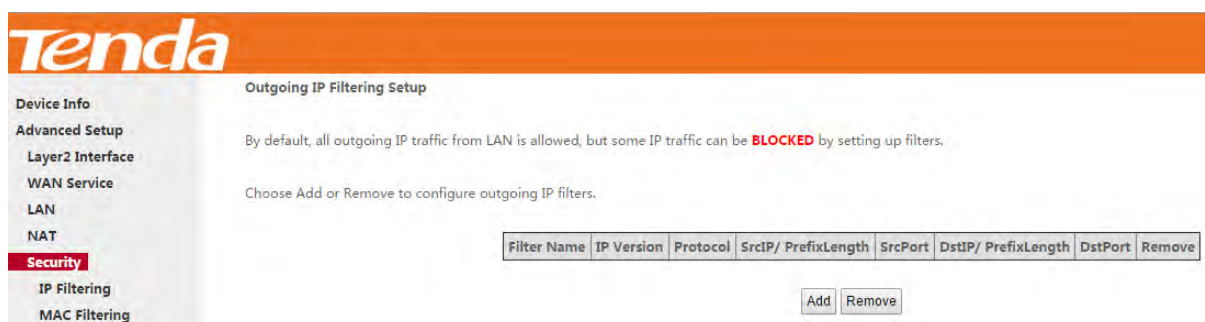 Tenda
Device Info
Advanced Setup
Layer2 Interface
WAN Service
LAN
NAT
Security
IP Filtering
MAC Filtering
Outgoing IP Filtering Setup
By default, all outgoing IP traffic from LAN is allowed, but some IP traffic can be BLOCKED by setting up filters.
Choose Add or Remove to configure outgoing IP filters.
Filter Name IP Version Protocol SrcIP/ PrefixLength SrcPort DstIP/ PrefixLength DstPort Remove
Add Remove